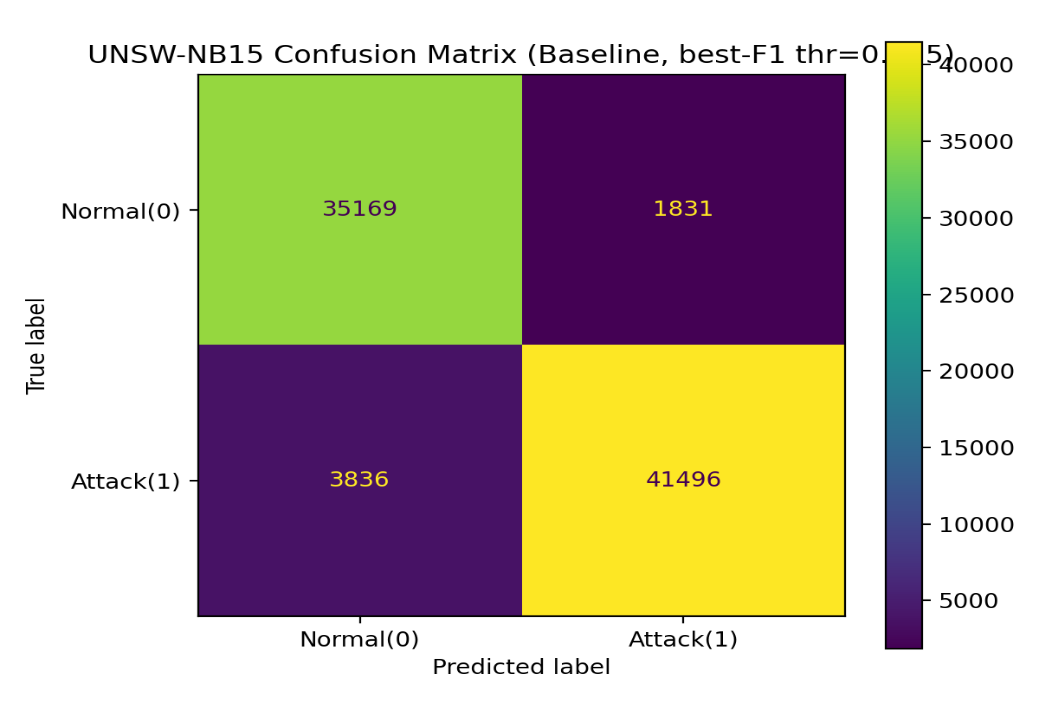 UNSW-NB15 Confusion Matrix (Baseline, best-F1 thr=0. 5)
40000
35000
30000
25000
20000
15000
10000
5000
True label
Normal(0)
35169
1831
Attack(1)
3836
41496
Normal(0)
Attack(1)
Predicted label